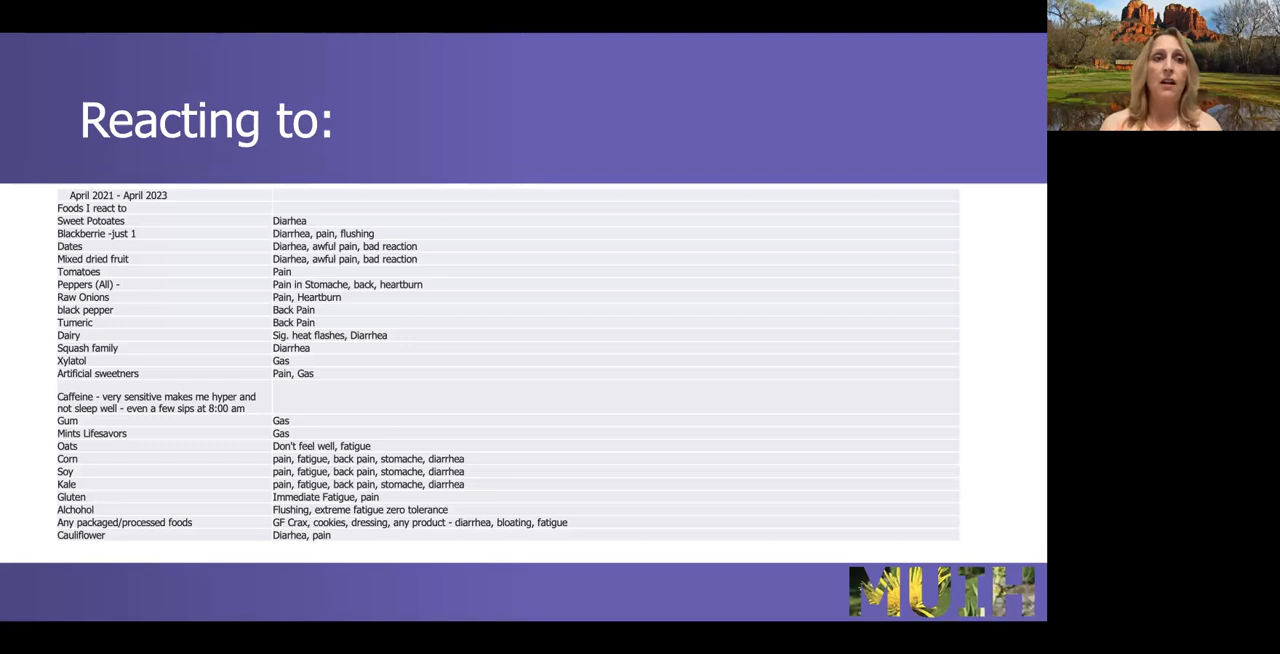 Reacting to:
April 2021 - April 2023
Foods I react to
Sweet Potoates Diarhea
Blackberrie -just 1 Diarrhea, pain, flushing
Dates Diarhea, awful pain, bad reaction
Mixed dried fruit Diarhea, awful pain, bad reaction
Tomatoes Pain
Peppers (All) - Pain in Stomache, back, heartburn
Raw Onions Pain, Heartburn
black pepper Back Pain
Tumeric Back Pain
Dairy Sig. heat flashes, Diarrhea
Squash family Diarrhea
Xylatol Gas
Artificial sweetners Pain, Gas
Caffeine - very sensitive makes me hyper and
not sleep well - even a few sips at 8:00 am
Gum Gas
Mints Lifesavors Gas
Oats Don't feel well, fatigue
Corn pain, fatigue, back pain, stomache, diarrhea
Soy pain, fatigue, back pain, stomache, diarrhea
Kale pain, fatigue, back pain, stomache, diarrhea
Gluten Immediate Fatigue, pain
Alchohol Flushing, extreme fatigue zero tolerance
Any packaged/processed foods GF Crax, cookies, dressing, any product - diarrhea, bloating, fatigue
Cauliflower Diarhea, pain
MUIH